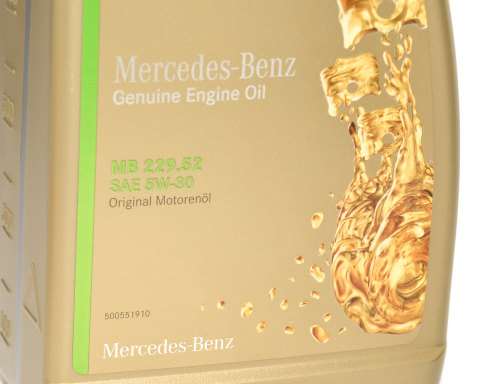 Mercedes-Benz
Genuine Engine Oil
MB 229.52
SAE 5W-30
Original Motorenöl
500551910
Mercedes-Benz